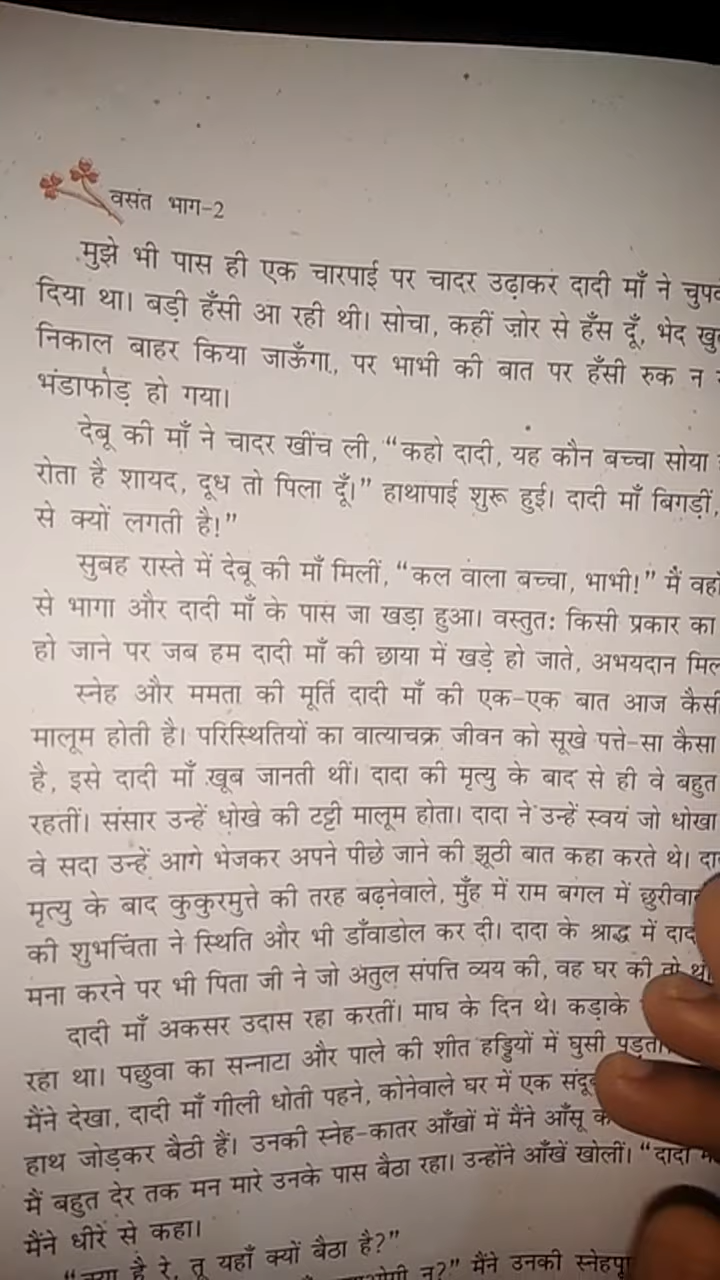 वसंत भाग-2
मुझे भी पास ही एक चारपाई पर चादर उढ़ाकर दादी माँ ने
दिया था। बड़ी हँसी आ रही थी। सोचा, कहीं ज़ोर से हँस दूँ, भेद
निकाल बाहर किया जाऊँगा, पर भाभी की बात पर हँसी रुक न
भंडाफोड़ हो गया।
देबू की माँ ने चादर खींच ली, “कहो दादी, यह कौन बच्चा सोया
रोता है शायद, दूध तो पिला दूँ।” हाथापाई शुरू हुई। दादी माँ बिगड़ीं,
से क्यों लगती है!”
सुबह रास्ते में देबू की माँ मिलीं, “कल वाला बच्चा, भाभी!” मैं
से भागा और दादी माँ के पास जा खड़ा हुआ। वस्तुतः किसी प्रकार का
हो जाने पर जब हम दादी माँ की छाया में खड़े हो जाते, अभयदान
स्नेह और ममता की मूर्ति दादी माँ की एक-एक बात आज कैसी
मालूम होती है। परिस्थितियों का वात्याचक्र जीवन को सूखे पत्ते-सा कैसा
है, इसे दादी माँ खूब जानती थीं। दादा की मृत्यु के बाद से ही वे बहुत
रहतीं। संसार उन्हें धोखे की टट्टी मालूम होता। दादा ने उन्हें स्वयं जो धोखा
वे सदा उन्हें आगे भेजकर अपने पीछे जाने की झूठी बात कहा करते थे।
मृत्यु के बाद कुकुरमुत्ते की तरह बढ़नेवाले, मुँह में राम बगल में
की शुभचिंता ने स्थिति और भी डाँवाडोल कर दी। दादा के श्राद्ध में
मना करने पर भी पिता जी ने जो अतुल संपत्ति व्यय की, वह घर की तो
दादी माँ अकसर उदास रहा करतीं। माघ के दिन थे। कड़ाके
रहा था। पछुवा का सन्नाटा और पाले की शीत हड्डियों में घुसी
मैंने देखा, दादी माँ गीली धोती पहने, कोनेवाले घर में एक
हाथ जोड़कर बैठी हैं। उनकी स्नेह-कातर आँखों में मैंने आँसू
मैं बहुत देर तक मन मारे उनके पास बैठा रहा। उन्होंने आँखें खोलीं। “दादी
मैंने धीरे से कहा।
“क्या है रे, तू यहाँ क्यों बैठा है?”
न?” मैंने उनकी